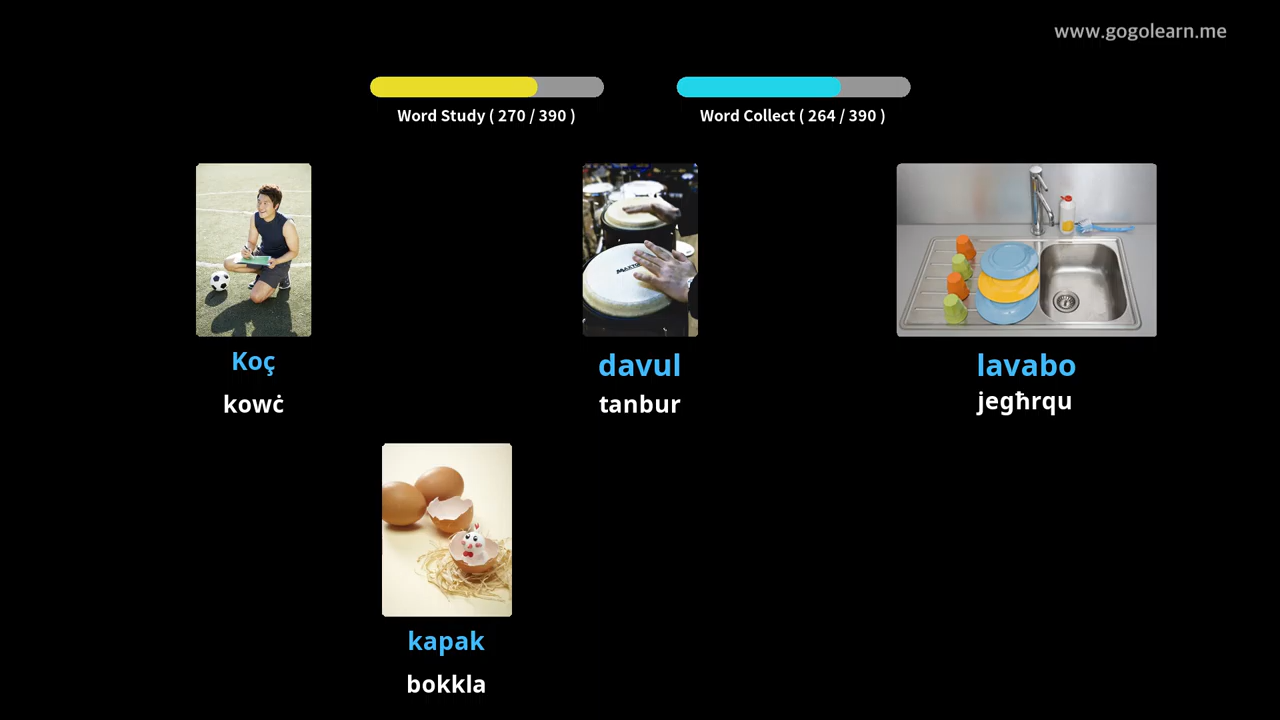 www.gogolearn.me
Word Study ( 270 / 390 )
Word Collect ( 264 / 390 )
Koç
kowċ
davul
tanbur
lavabo
jegħrqu
kapak
bokkla